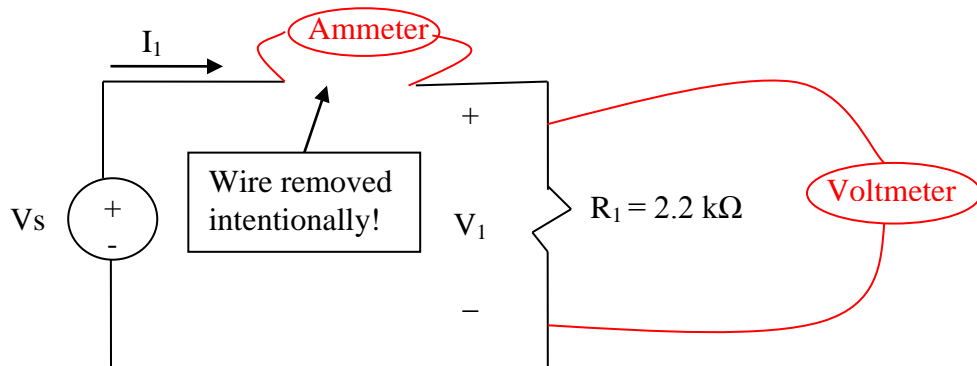 Ammeter
I₁
+
Wire removed
intentionally!
Vs
+
-
V₁
R₁ = 2.2 kΩ
Voltmeter
–